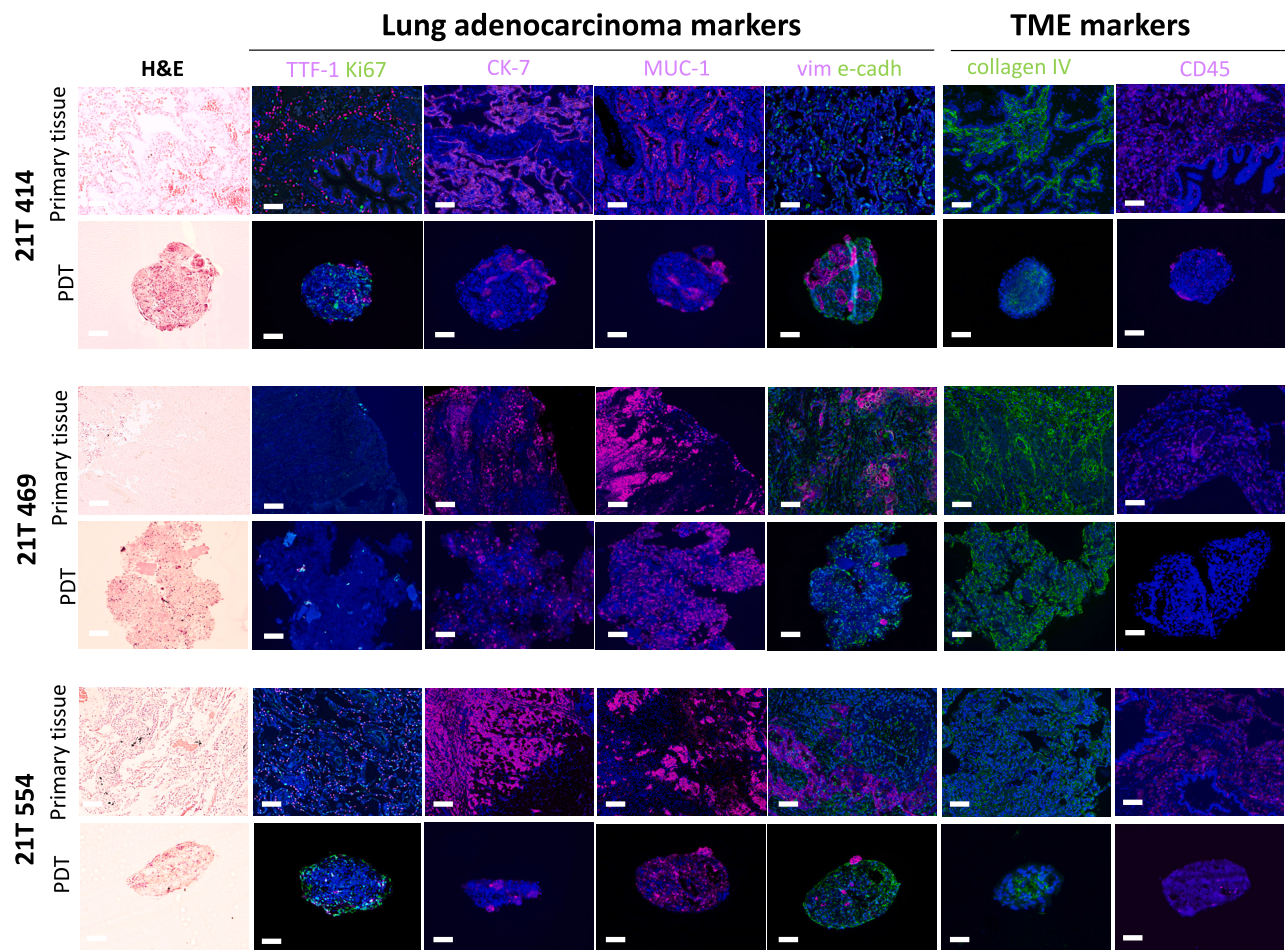 Lung adenocarcinoma markers
TME markers
H&E
TTF-1 Ki67
CK-7
MUC-1
vim e-cadh
collagen IV
CD45
21T 414
Primary tissue
PDT
21T 469
Primary tissue
PDT
21T 554
Primary tissue
PDT